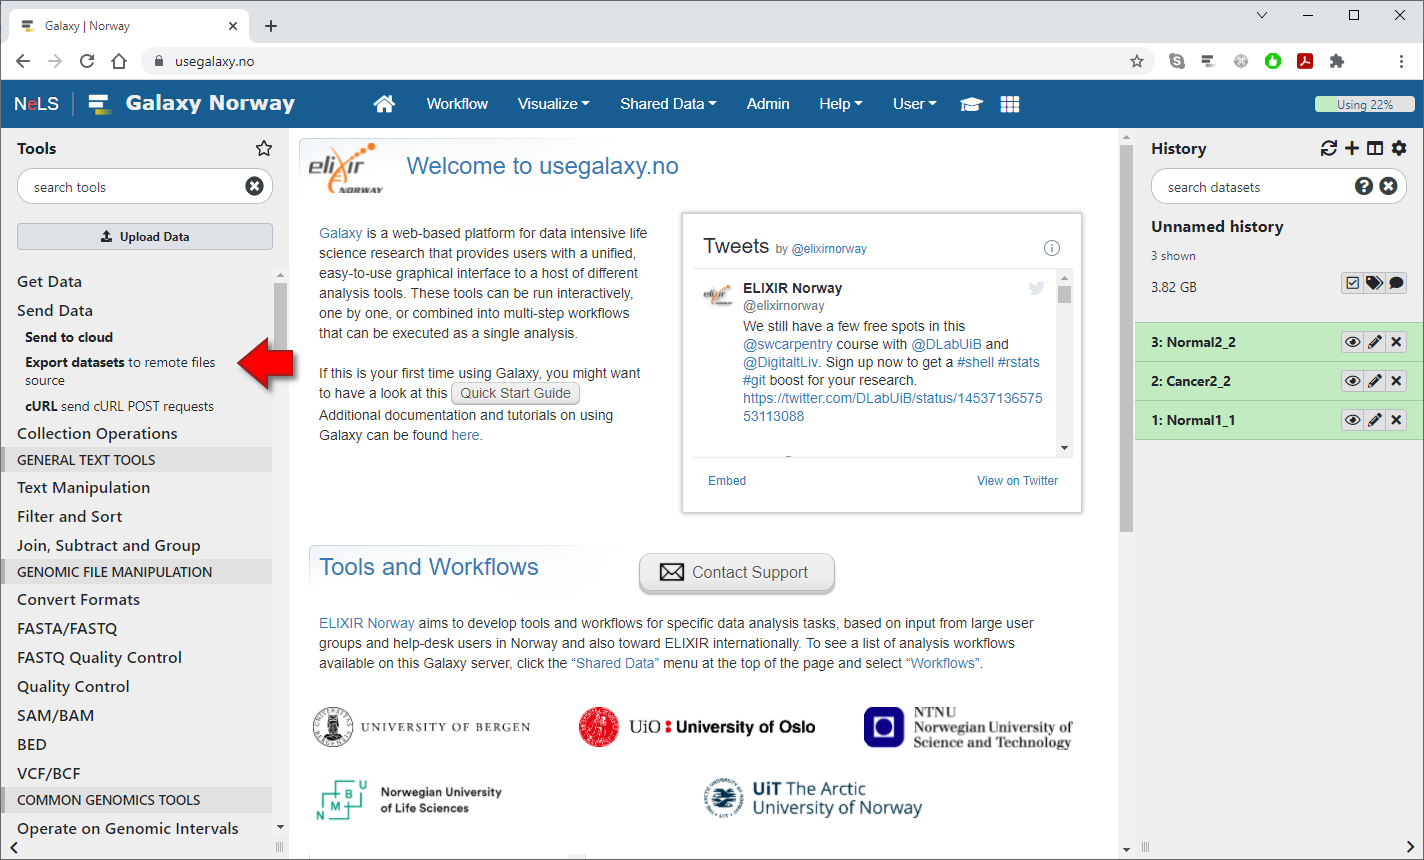 Galaxy | Norway
usegalaxy.no
NeLS
Galaxy Norway
Workflow
Visualize
Shared Data
Admin
Help
User
Using 22%
Tools
search tools
Upload Data
Get Data
Send Data
Send to cloud
Export datasets to remote files
source
cURL send cURL POST requests
Collection Operations
GENERAL TEXT TOOLS
Text Manipulation
Filter and Sort
Join, Subtract and Group
GENOMIC FILE MANIPULATION
Convert Formats
FASTA/FASTQ
FASTQ Quality Control
Quality Control
SAM/BAM
BED
VCF/BCF
COMMON GENOMICS TOOLS
Operate on Genomic Intervals
elixir
NORWAY
Welcome to usegalaxy.no
Galaxy is a web-based platform for data intensive life
science research that provides users with a unified,
easy-to-use graphical interface to a host of different
analysis tools. These tools can be run interactively,
one by one, or combined into multi-step workflows
that can be executed as a single analysis.
If this is your first time using Galaxy, you might want
to have a look at this Quick Start Guide
Additional documentation and tutorials on using
Galaxy can be found here.
Tweets by @elixirnorway
ELIXIR Norway
@elixirnorway
We still have a few free spots in this
@swcarpentry course with @DLabUiB and
@DigitaltLiv. Sign up now to get a #shell #rstats
#git boost for your research.
https://twitter.com/DLabUiB/status/14537136575
53113088
Embed
View on Twitter
Tools and Workflows
Contact Support
ELIXIR Norway aims to develop tools and workflows for specific data analysis tasks, based on input from large user
groups and help-desk users in Norway and also toward ELIXIR internationally. To see a list of analysis workflows
available on this Galaxy server, click the “Shared Data” menu at the top of the page and select “Workflows”.
UNIVERSITY OF BERGEN
UiO : University of Oslo
NTNU
Norwegian University of
Science and Technology
N M B U
Norwegian University
of Life Sciences
UiT The Arctic
University of Norway
History
search datasets
Unnamed history
3 shown
3.82 GB
3: Normal2_2
2: Cancer2_2
1: Normal1_1